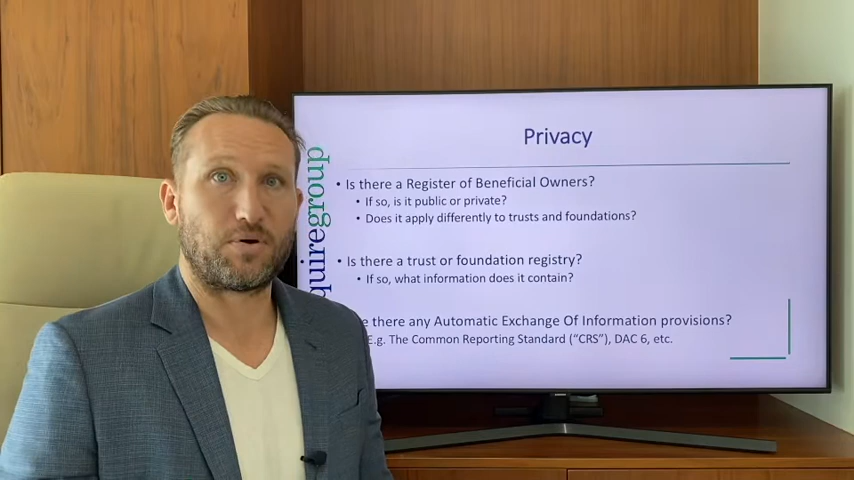 Privacy
• Is there a Register of Beneficial Owners?
• If so, is it public or private?
• Does it apply differently to trusts and foundations?
• Is there a trust or foundation registry?
• If so, what information does it contain?
there any Automatic Exchange Of Information provisions?
E.g. The Common Reporting Standard ("CRS"), DAC 6, etc.
quiregroup